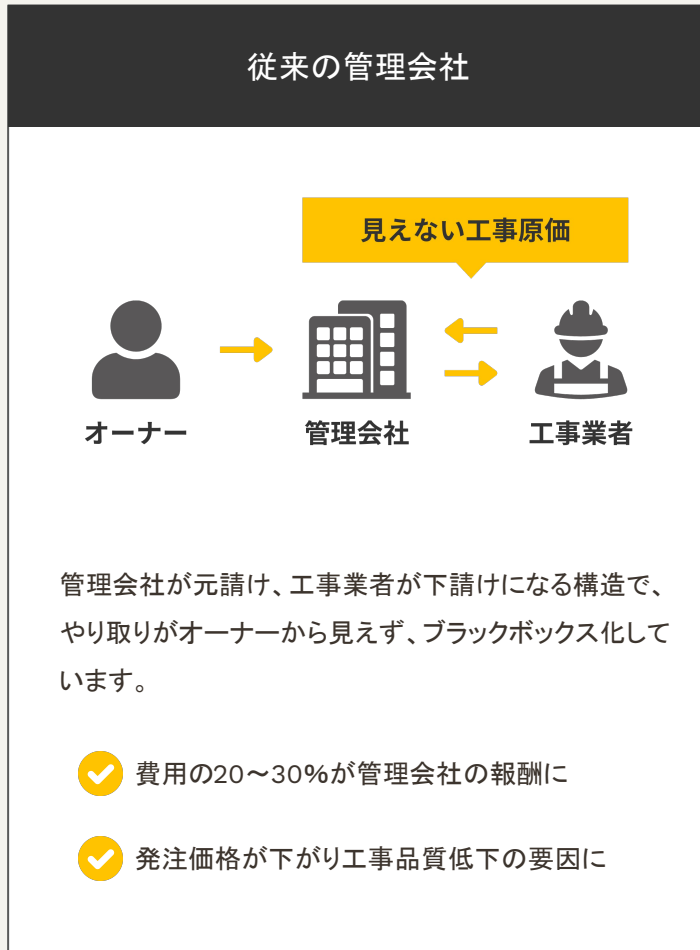 従来の管理会社
見えない工事原価
オーナー
管理会社
工事業者
管理会社が元請け、工事業者が下請けになる構造で、
やり取りがオーナーから見えず、ブラックボックス化して
います。
費用の20〜30%が管理会社の報酬に
発注価格が下がり工事品質低下の要因に